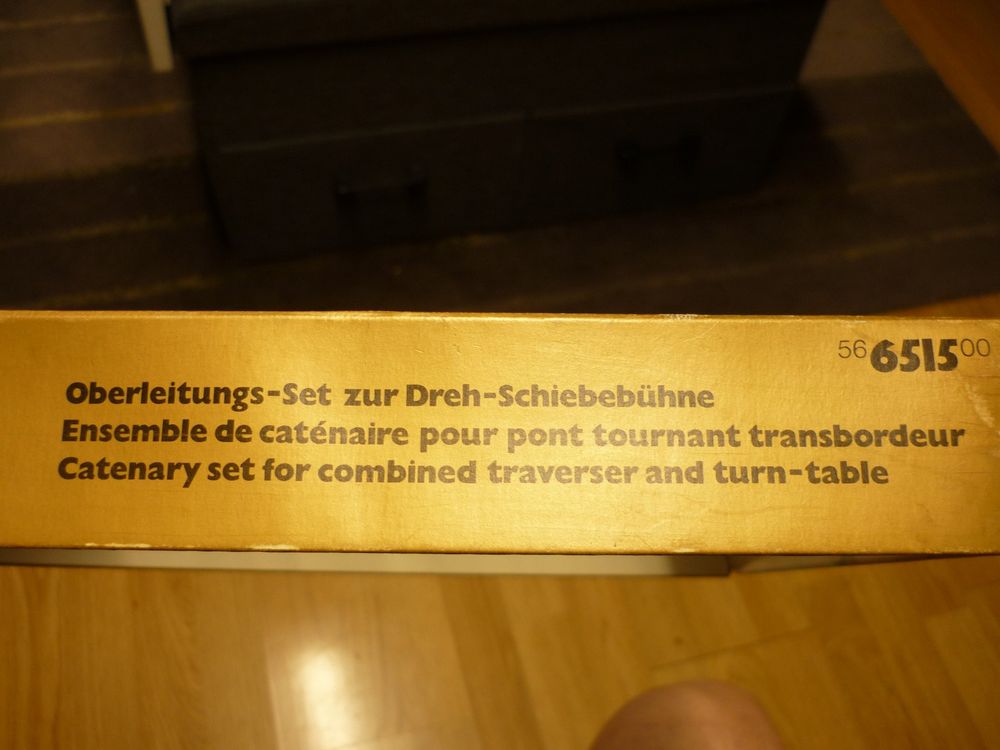 56 6515 00
Oberleitungs-Set zur Dreh-Schiebebühne
Ensemble de caténaire pour pont tournant transbordeur
Catenary set for combined traverser and turn-table